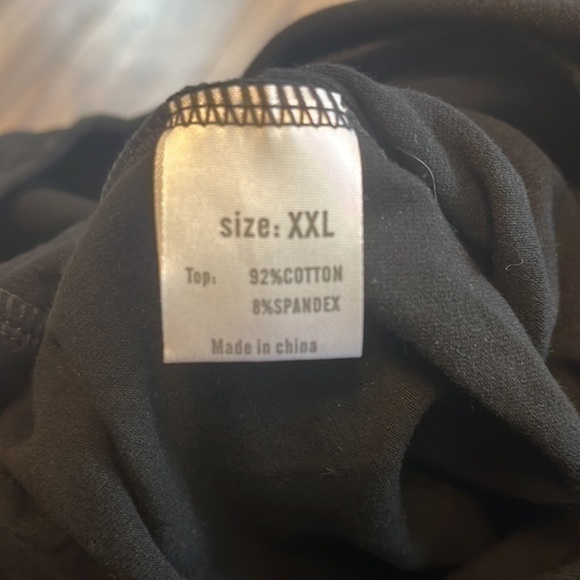 size: XXL
Top: 92%COTTON
8%SPANDEX
Made in china